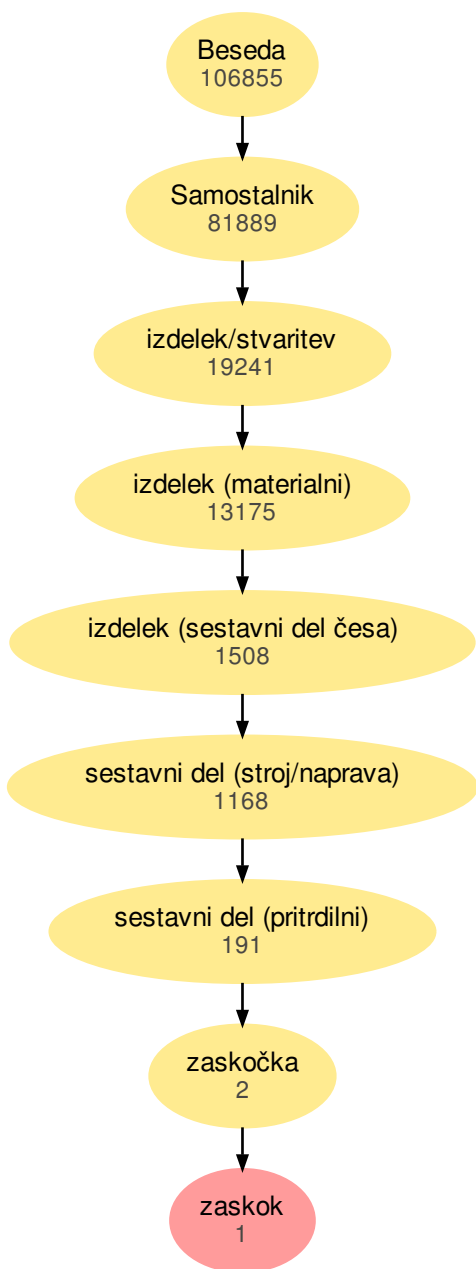 Beseda
106855
Samostalnik
81889
izdelek/stvaritev
19241
izdelek (materialni)
13175
izdelek (sestavni del česa)
1508
sestavni del (stroj/naprava)
1168
sestavni del (pritrdilni)
191
zaskočka
2
zaskok
1